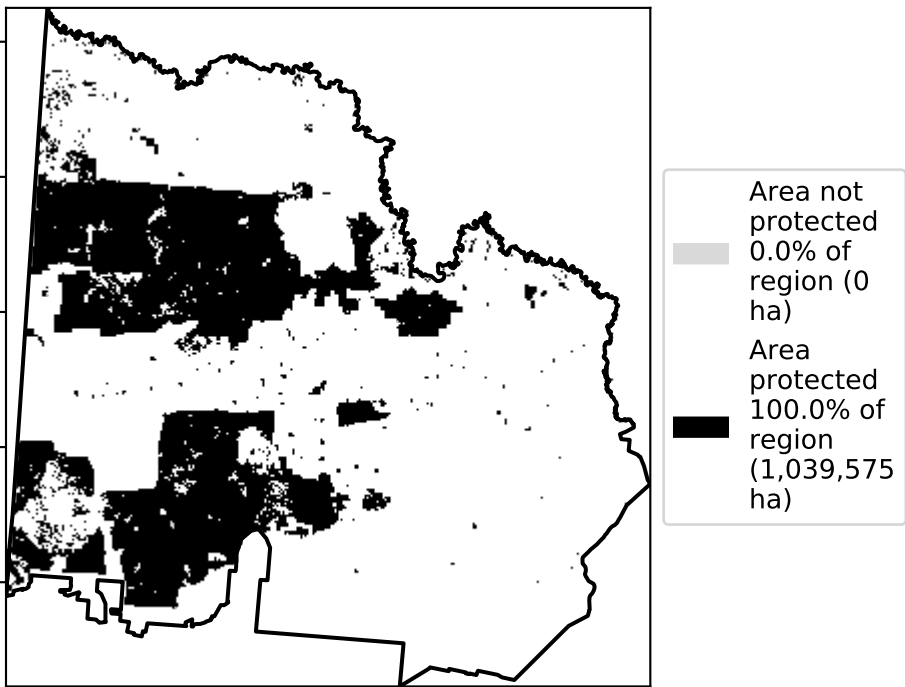 Area not
protected
0.0% of
region (0
ha)
Area
protected
100.0% of
region
(1,039,575
ha)